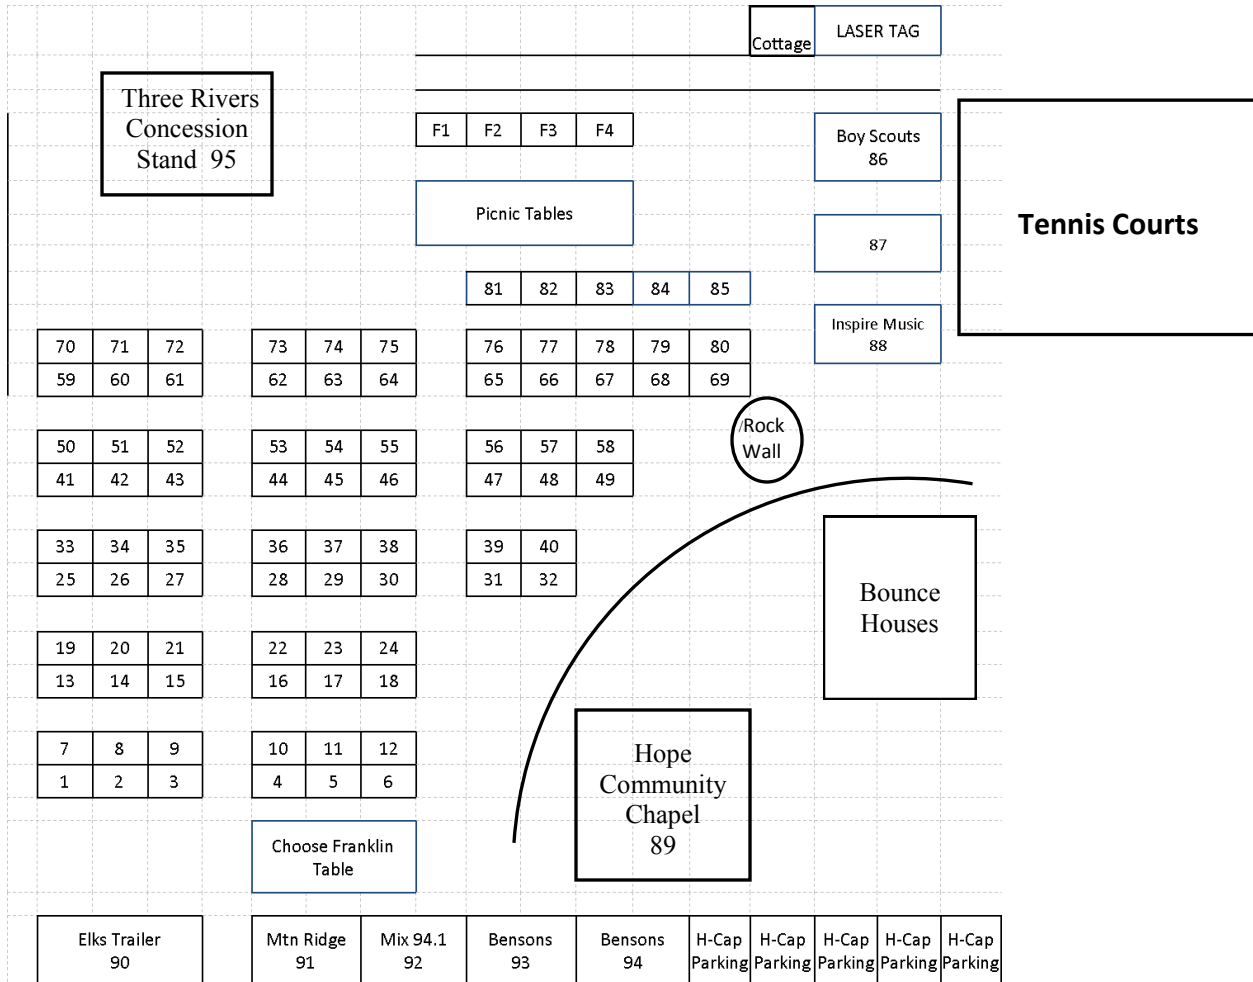 Cottage
LASER TAG
Three Rivers
Concession
Stand 95
F1 F2 F3 F4
Boy Scouts
86
Picnic Tables
Tennis Courts
87
81 82 83 84 85
Inspire Music
88
70 71 72 73 74 75 76 77 78 79 80
59 60 61 62 63 64 65 66 67 68 69
/Rock
Wall
50 51 52 53 54 55 56 57 58
41 42 43 44 45 46 47 48 49
33 34 35 36 37 38 39 40
25 26 27 28 29 30 31 32
Bounce
Houses
19 20 21 22 23 24
13 14 15 16 17 18
7 8 9 10 11 12
1 2 3 4 5 6
Hope
Community
Chapel
89
Choose Franklin
Table
Elks Trailer
90
Mtn Ridge
91
Mix 94.1
92
Bensons
93
Bensons
94
H-Cap
Parking
H-Cap
Parking
H-Cap
Parking
H-Cap
Parking
H-Cap
Parking